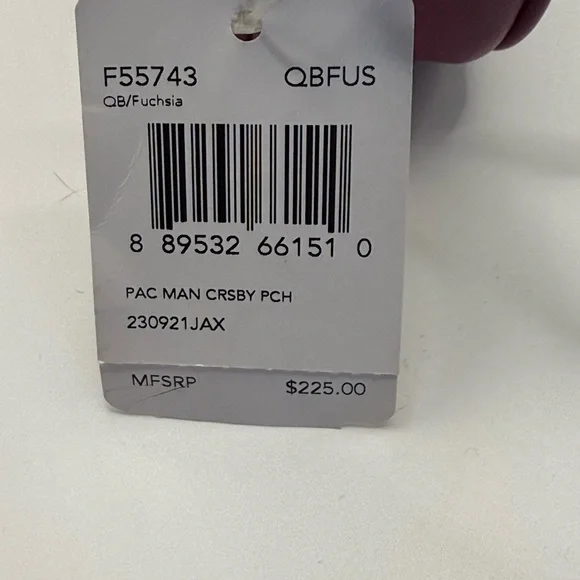 F55743 QBFUS
QB/Fuchsia
8 89532 66151 0
PAC MAN CRSBY PCH
230921JAX
MFSRP $225.00